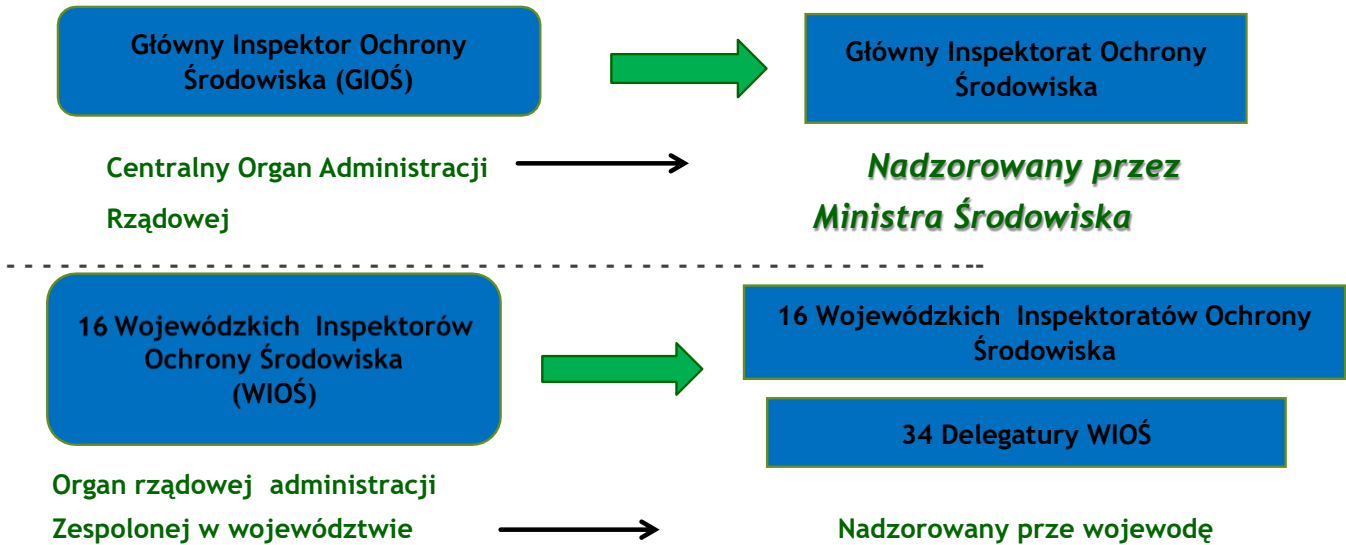 Główny Inspektor Ochrony
Środowiska (GIOŚ)
Główny Inspektorat Ochrony
Środowiska
Centralny Organ Administracji
Rządowej
Nadzorowany przez
Ministra Środowiska
16 Wojewódzkich Inspektorów
Ochrony Środowiska
(WIOŚ)
16 Wojewódzkich Inspektoratów Ochrony
Środowiska
34 Delegatury WIOŚ
Organ rządowej administracji
Zespolonej w województwie
Nadzorowany prze wojewodę